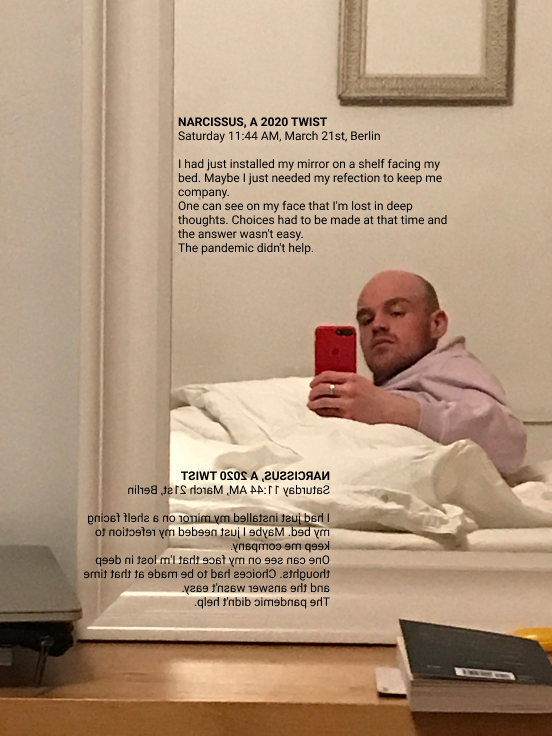 NARCISSUS, A 2020 TWIST
Saturday 11:44 AM, March 21st, Berlin
I had just installed my mirror on a shelf facing my
bed. Maybe I just needed my refection to keep me
company.
One can see on my face that I'm lost in deep
thoughts. Choices had to be made at that time and
the answer wasn't easy.
The pandemic didn't help.
NARCISSUS, A 2020 TWIST
Saturday 11:44 AM, March 21st, Berlin
I had just installed my mirror on a shelf facing
my bed. Maybe I just needed my refection to
keep me company.
One can see on my face that I'm lost in deep
thoughts. Choices had to be made at that time
and the answer wasn't easy.
The pandemic didn't help.